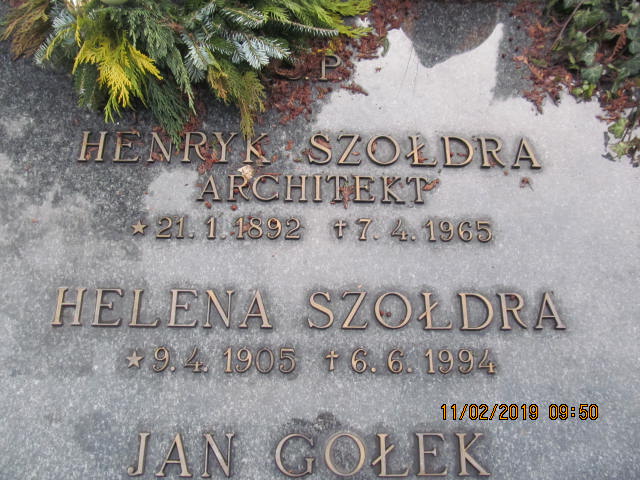 Ś.P
HENRYK SZOŁDRA
ARCHITEKT
★ 21.1.1892 ✝ 7.4.1965
HELENA SZOŁDRA
★ 9.4.1905 ✝ 6.6.1994
11/02/2019 09:50
JAN GOŁEK